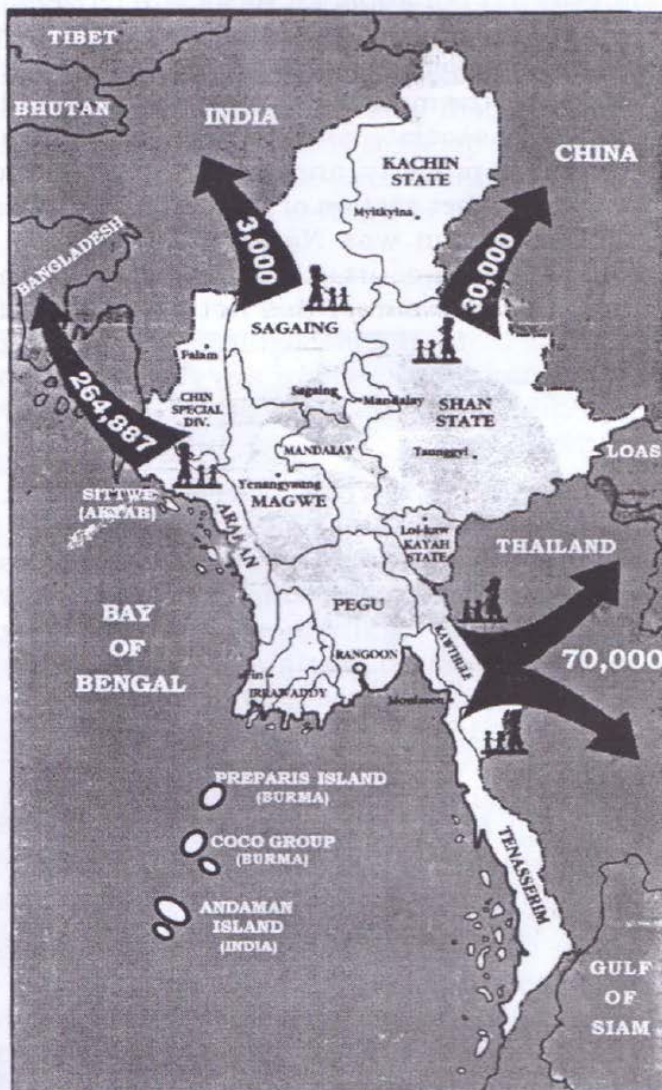 TIBET
BHUTAN
INDIA
CHINA
KACHIN
STATE
Myitkyina
BANGLADESH
3,000
30,000
264,887
SAGAING
Falam
CHIN
SPECIAL
DIV.
Sagaing
Mandalay
SHAN
STATE
MANDALAY
Taunggyi
LOAS
SITTWE
(AKYAB)
Yenangyaung
MAGWE
ARAKAN
Loi-kaw
KAYAH
STATE
THAILAND
PEGU
KAWTHULE
BAY
OF
BENGAL
RANGOON
70,000
IRRAWADDY
Moulmen
PREPARIS ISLAND
(BURMA)
COCO GROUP
(BURMA)
ANDAMAN
ISLAND
(INDIA)
TENASSERIM
GULF
OF
SIAM